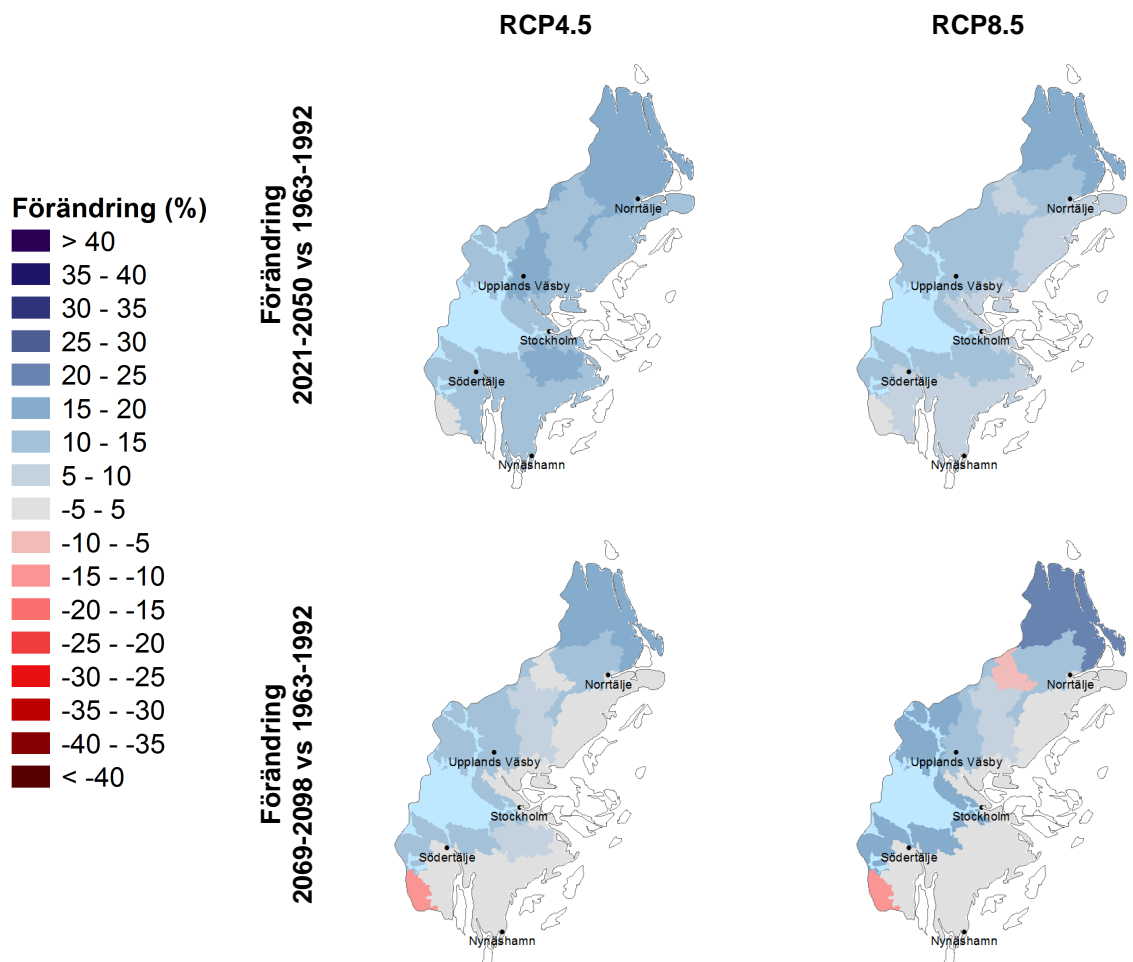 RCP4.5
RCP8.5
Förändring
2021-2050 vs 1963-1992
Förändring (%)
> 40
35 - 40
30 - 35
25 - 30
20 - 25
15 - 20
10 - 15
5 - 10
-5 - 5
-10 - -5
-15 - -10
-20 - -15
-25 - -20
-30 - -25
-35 - -30
-40 - -35
< -40
Norrtälje
Upplands Väsby
Stockholm
Södertälje
Nynäshamn
Norrtälje
Upplands Väsby
Stockholm
Södertälje
Nynäshamn
Förändring
2069-2098 vs 1963-1992
Norrtälje
Upplands Väsby
Stockholm
Södertälje
Nynäshamn
Norrtälje
Upplands Väsby
Stockholm
Södertälje
Nynäshamn